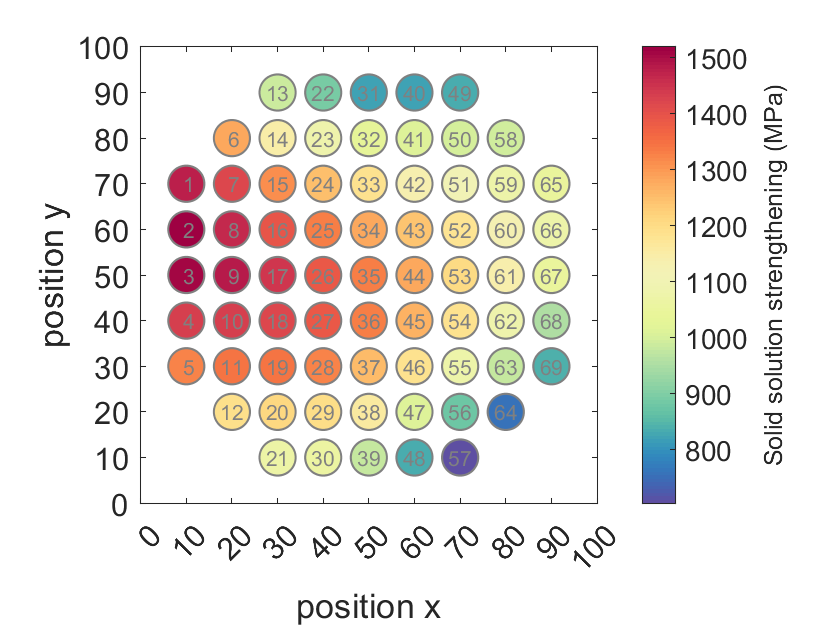 100
90
80
70
60
50
40
30
20
10
0
position y
13 22 31 40 49
6 14 23 32 41 50 58
1 7 15 24 33 42 51 59 65
2 8 16 25 34 43 52 60 66
3 9 17 26 35 44 53 61 67
4 10 18 27 36 45 54 62 68
5 11 19 28 37 46 55 63 69
12 20 29 38 47 56 64
21 30 39 48 57
0 10 20 30 40 50 60 70 80 90 100
position x
1500
1400
1300
1200
1100
1000
900
800
Solid solution strengthening (MPa)